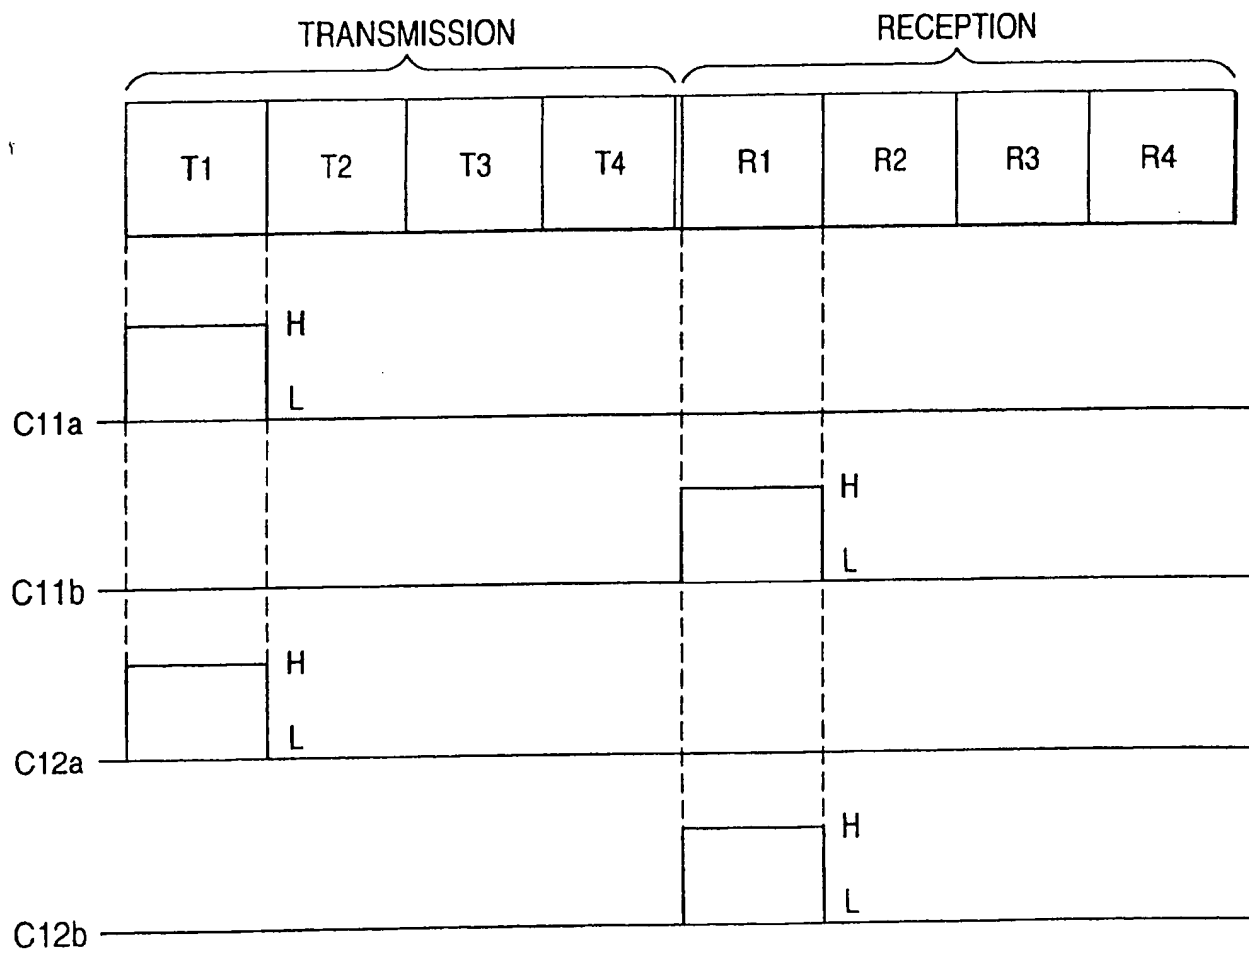 TRANSMISSION RECEPTION
T1 T2 T3 T4 R1 R2 R3 R4
H
L
C11a
H
L
C11b
H
L
C12a
H
L
C12b